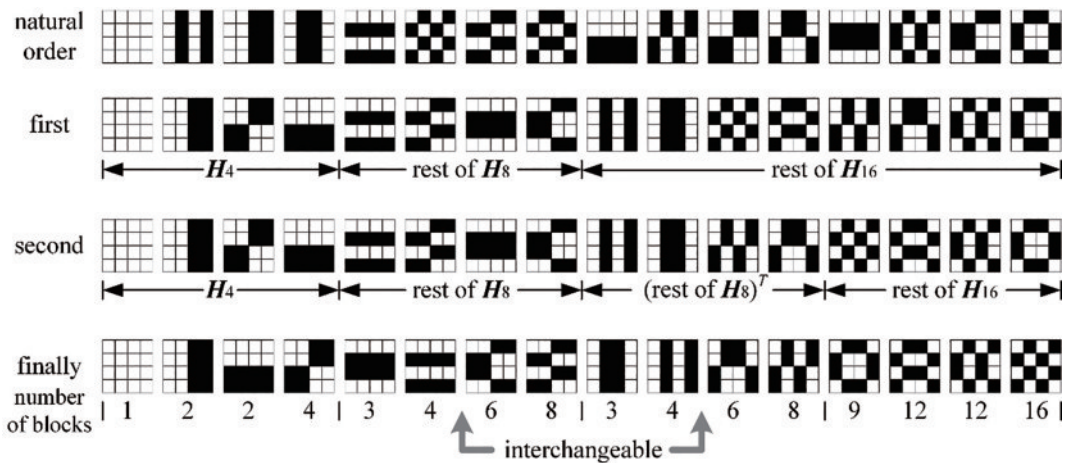 natural
order
first
H4 rest of H8 rest of H16
second
H4 rest of H8 (rest of H8)^T rest of H16
finally
number
of blocks 1 2 2 4 3 4 6 8 3 4 6 8 9 12 12 16
interchangeable